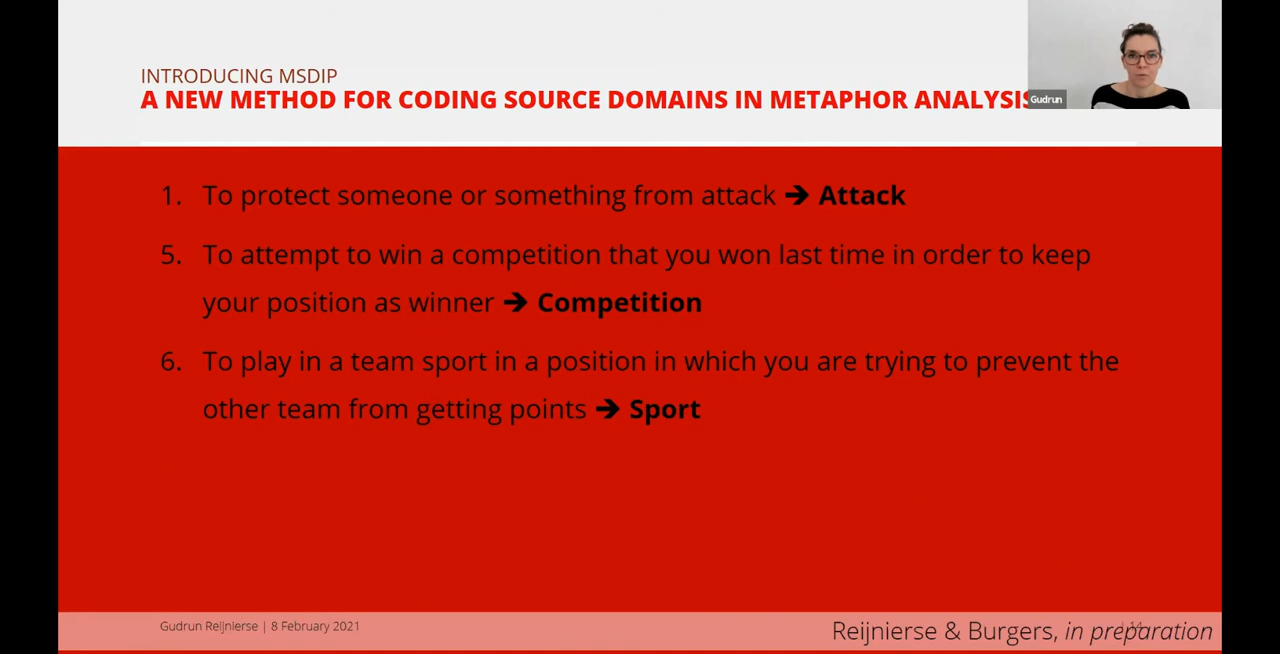 INTRODUCING MSDIP
A NEW METHOD FOR CODING SOURCE DOMAINS IN METAPHOR ANALYSIS
Gudrun
1. To protect someone or something from attack ➔ Attack
5. To attempt to win a competition that you won last time in order to keep
your position as winner ➔ Competition
6. To play in a team sport in a position in which you are trying to prevent the
other team from getting points ➔ Sport
Gudrun Reijnierse | 8 February 2021
Reijnierse & Burgers, in preparation